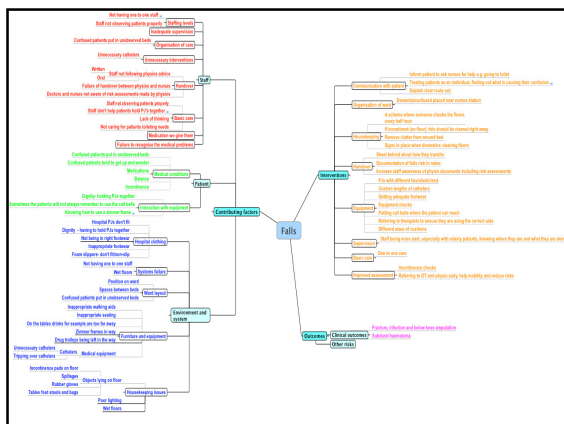 Not having one to one staff
Staff not observing patients properly
Staffing levels
Inadequate supervision
Confused patients put in unobserved beds
Organisation of care
Unnecessary catheters
Unnecessary interventions
Staff
Written
Oral
Staff not following physics advice
Failure of handover between physics and nurses
Handover
Doctors and nurses not aware of risk assessments made by physics
Staff not observing patients properly
Staff don't help patients hold PJ's together
Lack of thinking
Basic care
Not caring for patients toileting needs
Medication we give them
Failure to recognise the medical problems
Confused patients put in unobserved beds
Confused patients tend to get up and wander
Medications
Medical conditions
Balance
Incontinence
Patient
Dignity- holding PJs together
Sometimes the patients will not always remember to use the call bells
Interaction with equipment
Knowing how to use a zimmer frame
Contributing factors
Hospital PJs don't fit
Dignity - having to hold PJs together
Not being in right footwear
Hospital clothing
Inappropriate footwear
Foam slippers- don't fit/non-slip
Not having one to one staff
Wet floors
Systems failure
Position on ward
Spaces between beds
Ward layout
Confused patients put in unobserved beds
Environment and
system
Inappropriate walking aids
Inappropriate seating
On the tables drinks for example are too far away
Zimmer frames in way
Furniture and equipment
Drug trolleys being left in the way
Unnecessary catheters
Catheters
Medical equipment
Tripping over catheters
Incontinence pads on floor
Spillages
Objects lying on floor
Rubber gloves
Tables foot stools and bags
Housekeeping issues
Poor lighting
Wet floors
Falls
Interventions
Inform patient to ask nurses for help e.g. going to toilet
Communication with patient
Treating patients as an individual, finding out what is causing their confusion
Explain clear route out
Organisation of ward
Demented/confused placed near nurses station
Housekeeping
A scheme where someone checks the floors
every half hour
If incontinent (on floor), this should be cleaned right away
Remove clutter from around bed
Signs in place when domestics cleaning floors
Handover
Sheet behind about how they transfer
Documentation of falls risk in notes
Increase staff awareness of physio documents including risk assessments
Equipment
PJs with different ties/elasticised
Custom lengths of catheters
Getting adequate footwear
Equipment checks
Putting call bells where the patient can reach
Referring to therapists to ensure they are using the correct aids
Different sizes of cushions
Supervision
Staff being more alert, especially with elderly patients, knowing where they are and what they are doing
Basic care
One to one care
Improved assessment
Incontinence checks
Referring to OT and physio early, help mobility and reduce risks
Outcomes
Clinical outcomes
Fracture, infection and below knee amputation
Subdural haematoma
Other risks